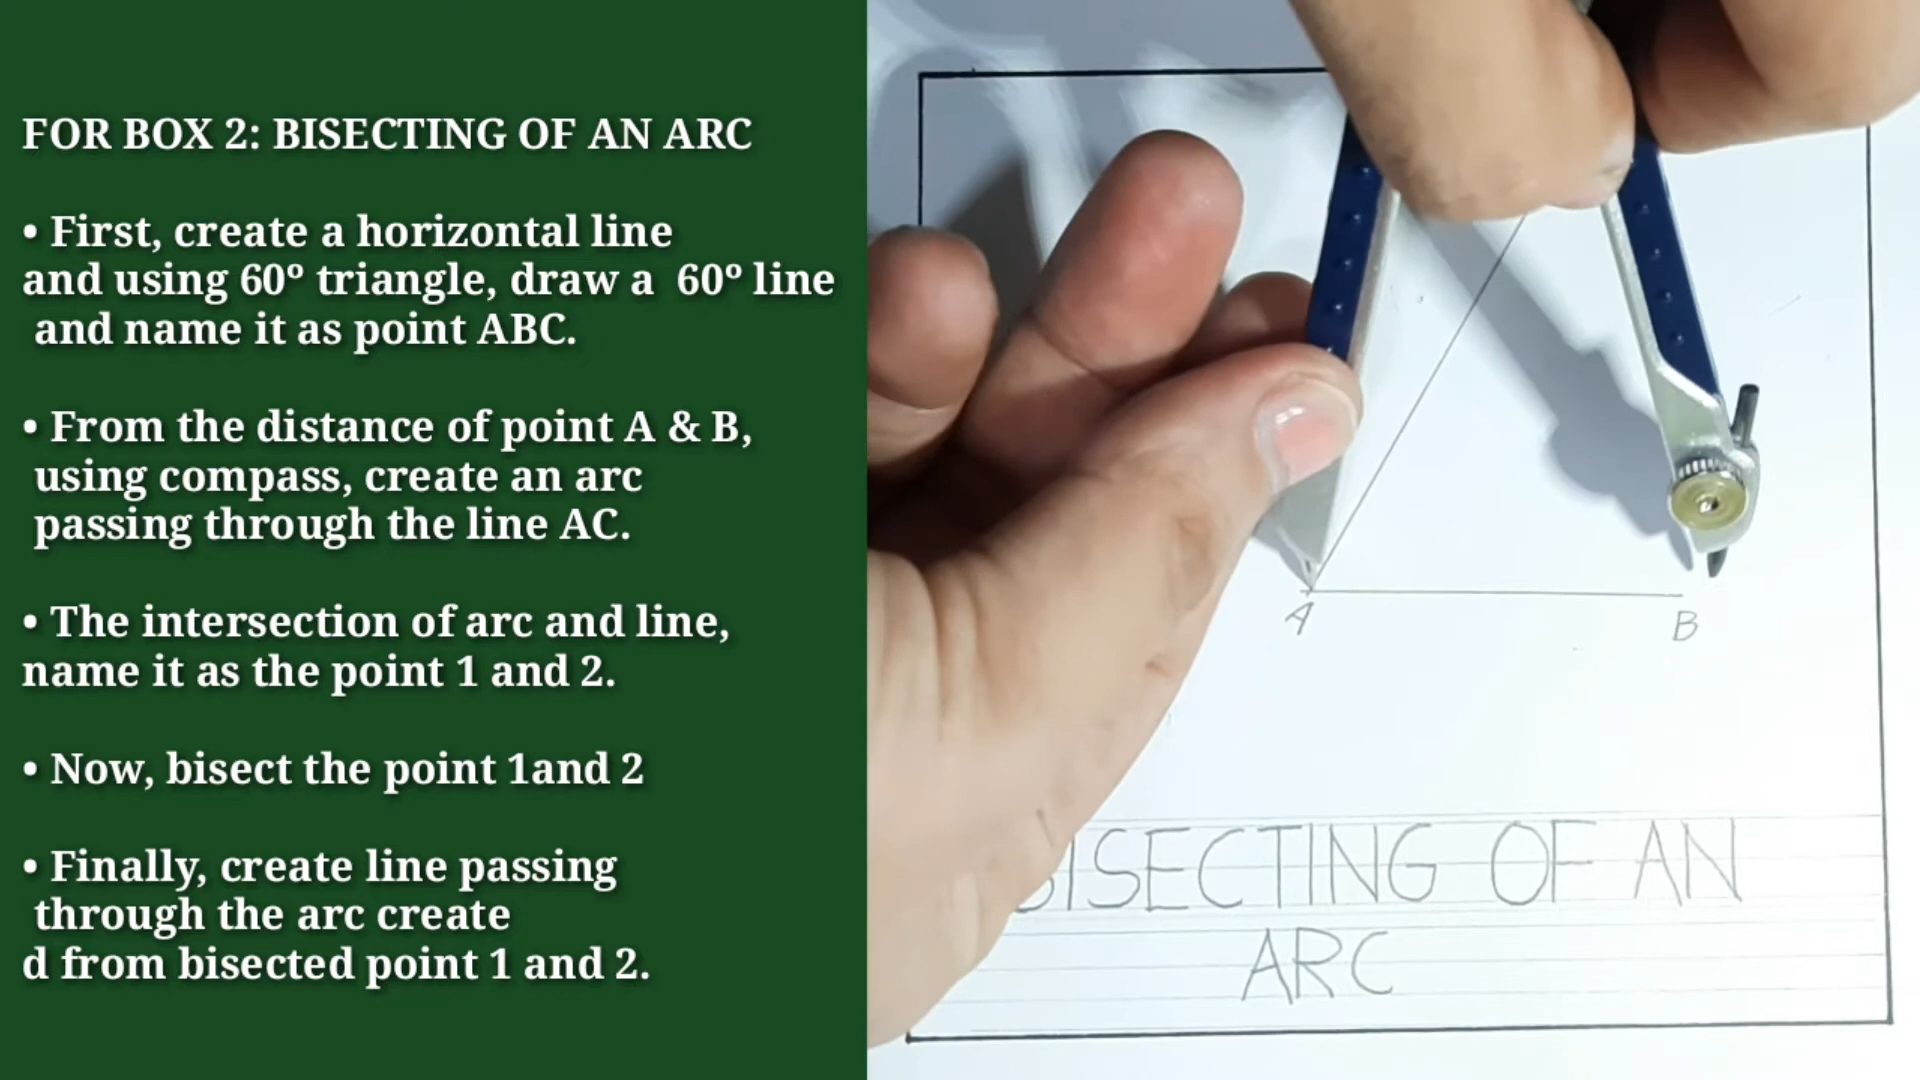 FOR BOX 2: BISECTING OF AN ARC
• First, create a horizontal line
and using 60º triangle, draw a 60º line
and name it as point ABC.
• From the distance of point A & B,
using compass, create an arc
passing through the line AC.
• The intersection of arc and line,
name it as the point 1 and 2.
• Now, bisect the point 1and 2
• Finally, create line passing
through the arc create
d from bisected point 1 and 2.
A
B
BISECTING OF AN
ARC